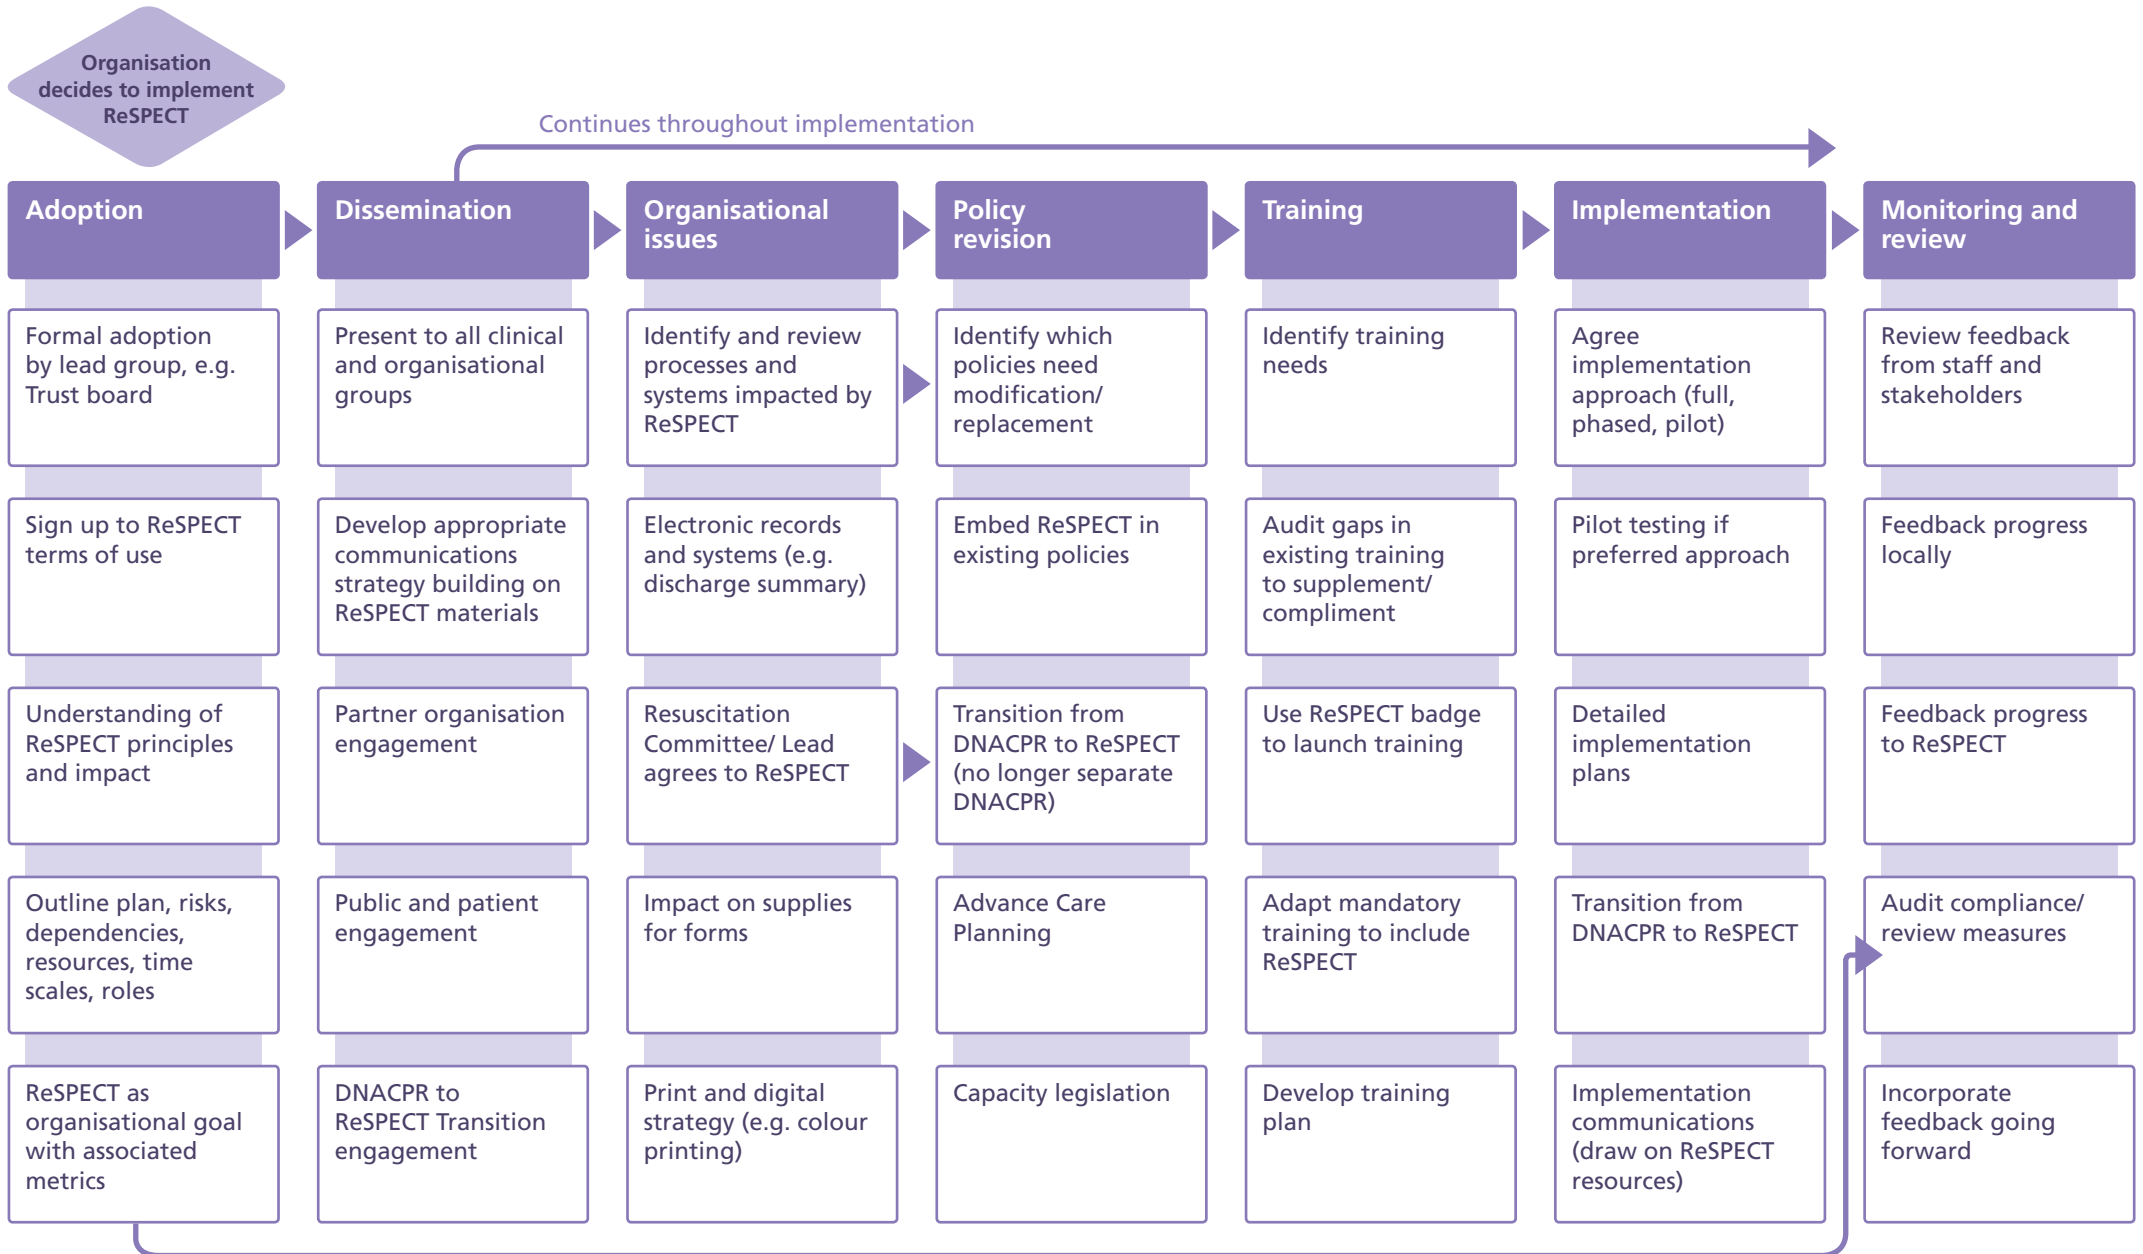 Organisation
decides to implement
ReSPECT
Continues throughout implementation
Adoption
Formal adoption
by lead group, e.g.
Trust board
Sign up to ReSPECT
terms of use
Understanding of
ReSPECT principles
and impact
Outline plan, risks,
dependencies,
resources, time
scales, roles
ReSPECT as
organisational goal
with associated
metrics
Dissemination
Present to all clinical
and organisational
groups
Develop appropriate
communications
strategy building on
ReSPECT materials
Partner organisation
engagement
Public and patient
engagement
DNACPR to
ReSPECT Transition
engagement
Organisational
issues
Identify and review
processes and
systems impacted by
ReSPECT
Electronic records
and systems (e.g.
discharge summary)
Resuscitation
Committee/ Lead
agrees to ReSPECT
Impact on supplies
for forms
Print and digital
strategy (e.g. colour
printing)
Policy
revision
Identify which
policies need
modification/
replacement
Embed ReSPECT in
existing policies
Transition from
DNACPR to ReSPECT
(no longer separate
DNACPR)
Advance Care
Planning
Capacity legislation
Training
Identify training
needs
Audit gaps in
existing training
to supplement/
compliment
Use ReSPECT badge
to launch training
Adapt mandatory
training to include
ReSPECT
Develop training
plan
Implementation
Agree
implementation
approach (full,
phased, pilot)
Pilot testing if
preferred approach
Detailed
implementation
plans
Transition from
DNACPR to ReSPECT
Implementation
communications
(draw on ReSPECT
resources)
Monitoring and
review
Review feedback
from staff and
stakeholders
Feedback progress
locally
Feedback progress
to ReSPECT
Audit compliance/
review measures
Incorporate
feedback going
forward